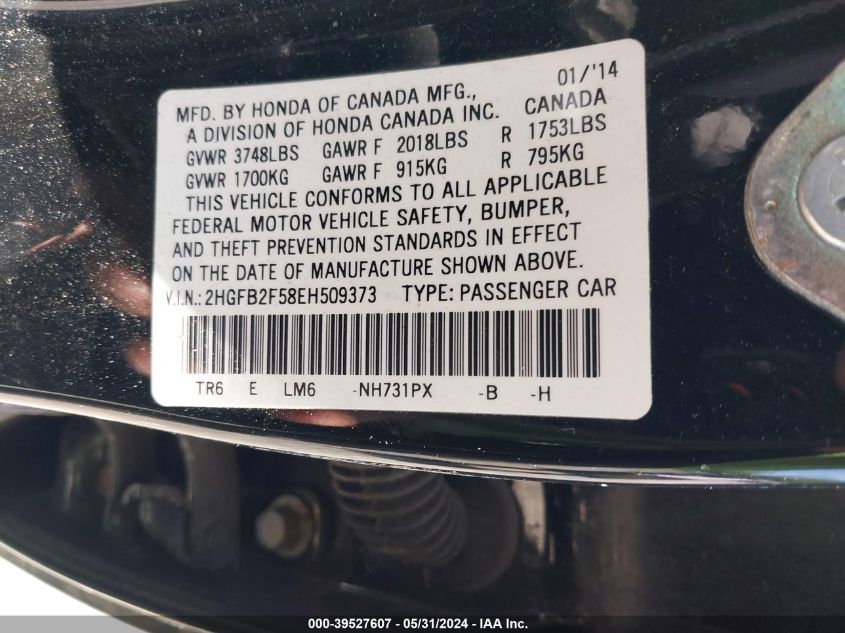 01/'14
MFD. BY HONDA OF CANADA MFG.,
A DIVISION OF HONDA CANADA INC. CANADA
GVWR 3748LBS GAWR F 2018LBS R 1753LBS
GVWR 1700KG GAWR F 915KG R 795KG
THIS VEHICLE CONFORMS TO ALL APPLICABLE
FEDERAL MOTOR VEHICLE SAFETY, BUMPER,
AND THEFT PREVENTION STANDARDS IN EFFECT
ON THE DATE OF MANUFACTURE SHOWN ABOVE.
V.I.N.: 2HGFB2F58EH509373 TYPE: PASSENGER CAR
TR6 E LM6 -NH731PX -B -H
000-39527607 - 05/31/2024 - IAA Inc.